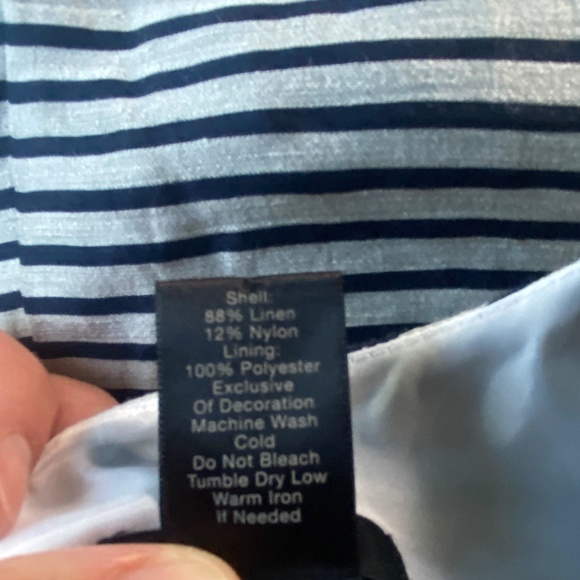 Shell:
88% Linen
12% Nylon
Lining:
100% Polyester
Exclusive
Of Decoration
Machine Wash
Cold
Do Not Bleach
Tumble Dry Low
Warm Iron
If Needed